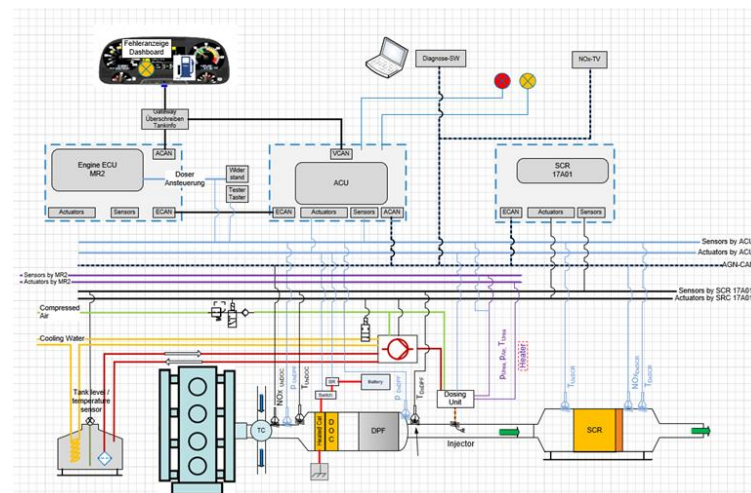 Fehleranzeige
Dashboard
Diagnose-SW
NOx-TV
Gateway
Überschreiben
Tankinfo
ACAN
VCAN
Engine ECU
MR2
Doser
Ansteuerung
Wider
stand
Tester
Taster
ACU
SCR
17A01
Actuators
Sensors
ECAN
ECAN
Actuators
Sensors
ACAN
ECAN
Actuators
Sensors
Sensors by ACU
Actuators by ACU
AGN-CAN
Sensors by MR2
Actuators by MR2
Sensors by SCR 17A01
Actuators by SRC 17A01
Compressed
Air
Cooling Water
Heater
Tank level /
temperature
sensor
Battery
Switch
Dosing
Unit
TC
Heated Cat
DOC
DPF
Injector
SCR